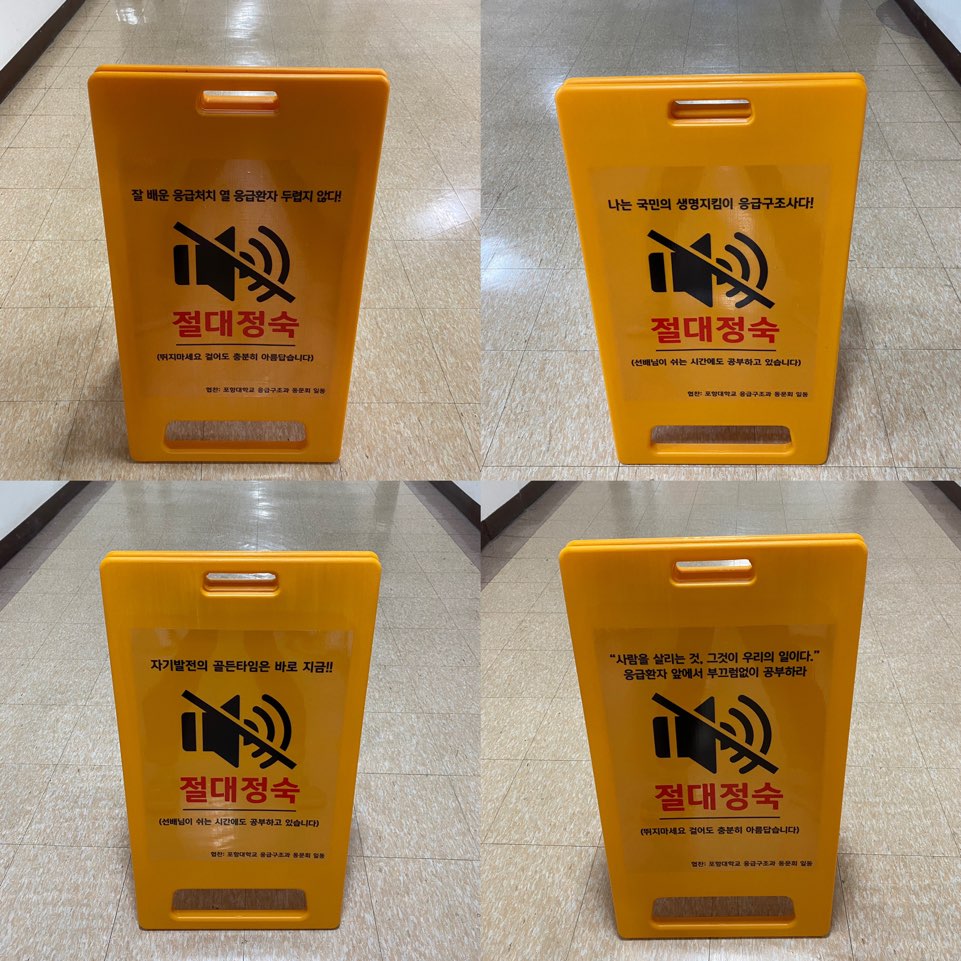 잘 배운 응급처치 열 응급환자 두렵지 않다!
절대정숙
(뛰지마세요 걸어도 충분히 아름답습니다)
협찬: 포항대학교 응급구조과 동문회 일동
나는 국민의 생명지킴이 응급구조사다!
절대정숙
(선배님이 쉬는 시간에도 공부하고 있습니다)
협찬: 포항대학교 응급구조과 동문회 일동
자기발전의 골든타임은 바로 지금!!
절대정숙
(선배님이 쉬는 시간에도 공부하고 있습니다)
협찬: 포항대학교 응급구조과 동문회 일동
“사람을 살리는 것, 그것이 우리의 일이다.”
응급환자 앞에서 부끄럼없이 공부하라
절대정숙
(뛰지마세요 걸어도 충분히 아름답습니다)
협찬: 포항대학교 응급구조과 동문회 일동